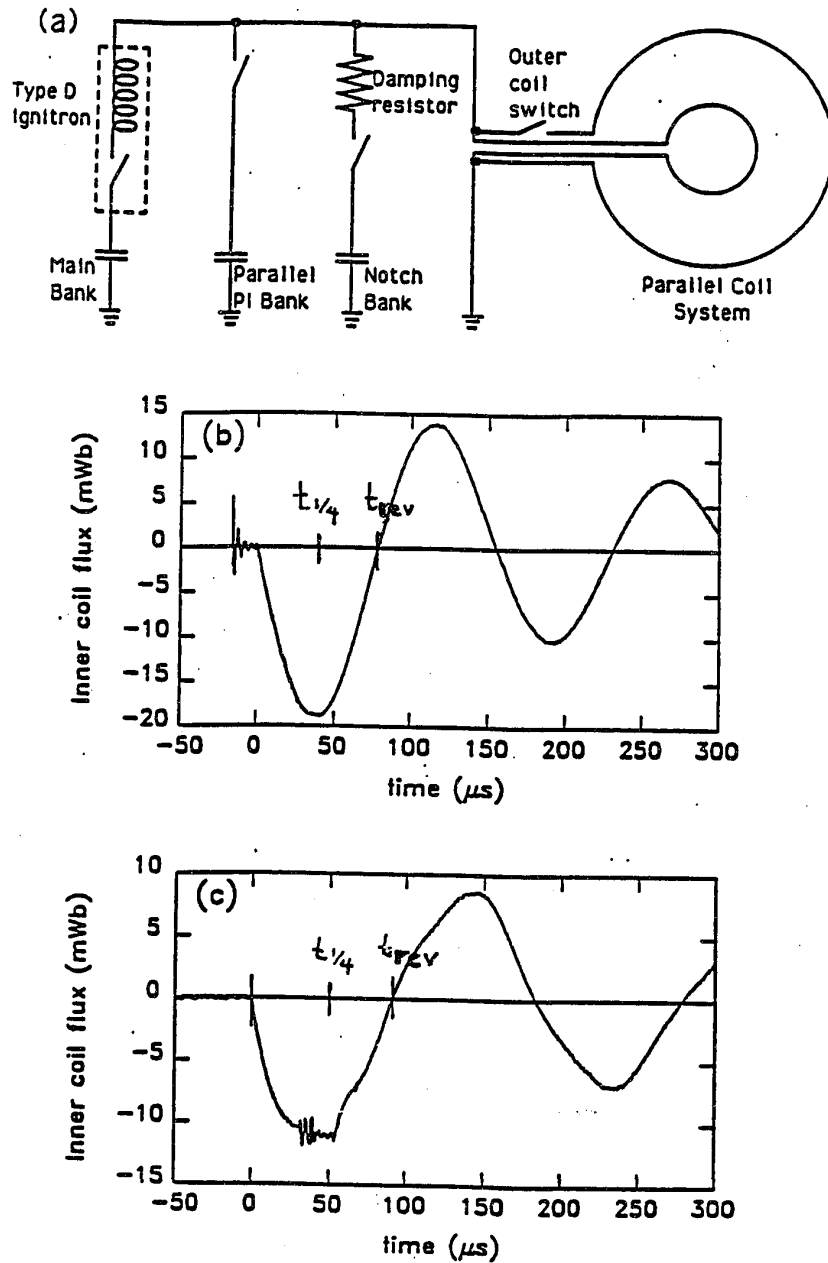 (a)
Type D
Ignitron
Damping
resistor
Outer
coil
switch
Main
Bank
Parallel
PI Bank
Notch
Bank
Parallel Coil
System
(b)
Inner coil flux (mWb)
15
10
5
0
-5
-10
-15
-20
t1/4
trev
-50
0
50
100
150
200
250
300
time (μs)
(c)
Inner coil flux (mWb)
10
5
0
-5
-10
-15
t1/4
trev
-50
0
50
100
150
200
250
300
time (μs)